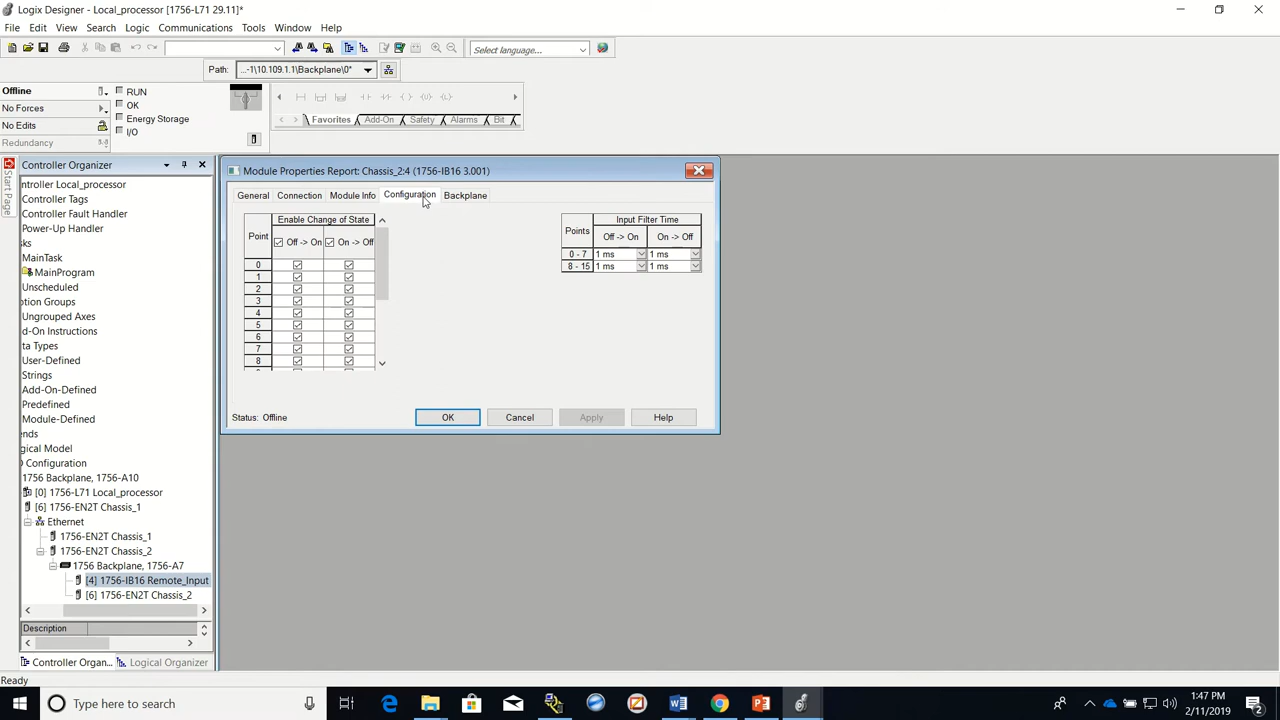 Logix Designer - Local_processor [1756-L71 29.11]*
File Edit View Search Logic Communications Tools Window Help
Select language...
Path: ...-1\10.109.1.1\Backplane\0*
Offline
RUN
No Forces
OK
Energy Storage
No Edits
I/O
Redundancy
Favorites Add-On Safety Alarms Bit
Start Page
Controller Organizer
ntroller Local_processor
Controller Tags
Controller Fault Handler
Power-Up Handler
sks
MainTask
MainProgram
Unscheduled
otion Groups
Ungrouped Axes
d-On Instructions
ta Types
User-Defined
Strings
Add-On-Defined
Predefined
Module-Defined
ends
gical Model
O Configuration
1756 Backplane, 1756-A10
[0] 1756-L71 Local_processor
[6] 1756-EN2T Chassis_1
Ethernet
1756-EN2T Chassis_1
1756-EN2T Chassis_2
1756 Backplane, 1756-A7
[4] 1756-IB16 Remote_Input
[6] 1756-EN2T Chassis_2
Description
Controller Organ... Logical Organizer
Module Properties Report: Chassis_2:4 (1756-IB16 3.001)
General Connection Module Info Configuration Backplane
Point Enable Change of State
Off -> On On -> Off
0
1
2
3
4
5
6
7
8
Points Input Filter Time
Off -> On On -> Off
0 - 7 1 ms 1 ms
8 - 15 1 ms 1 ms
Status: Offline
OK Cancel Apply Help
Ready
Type here to search
1:47 PM
2/11/2019
2